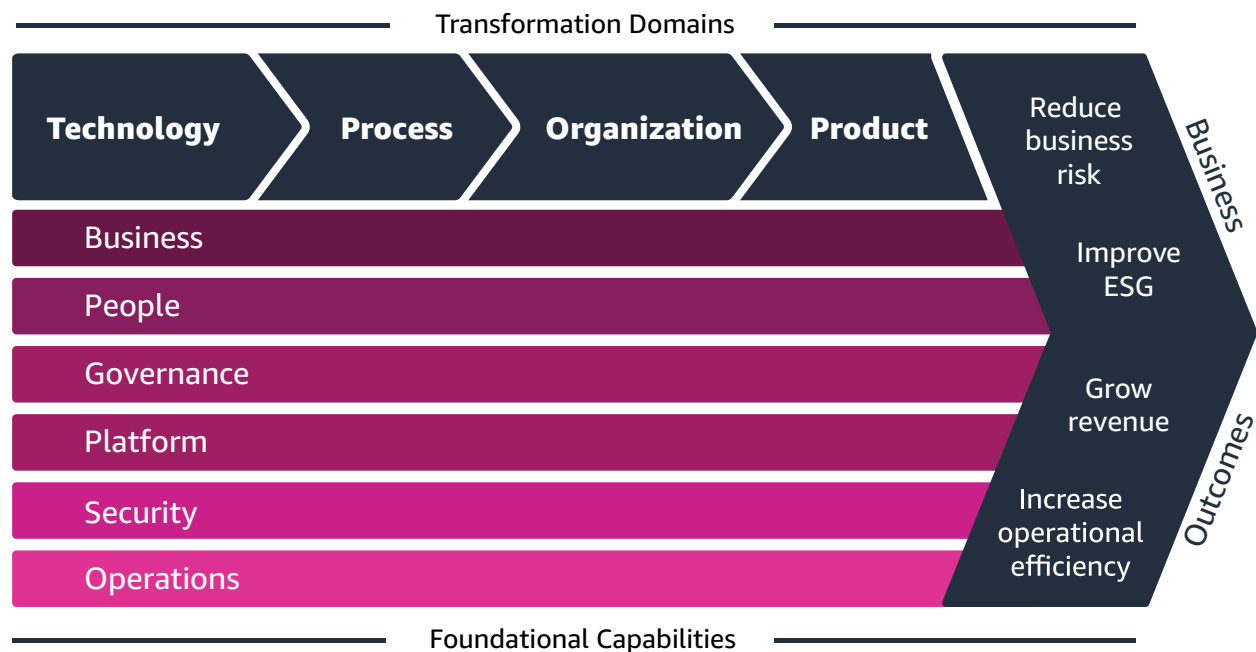 Transformation Domains
Technology
Process
Organization
Product
Reduce
business
risk
Improve
ESG
Grow
revenue
Increase
operational
efficiency
Business
Outcomes
Business
People
Governance
Platform
Security
Operations
Foundational Capabilities